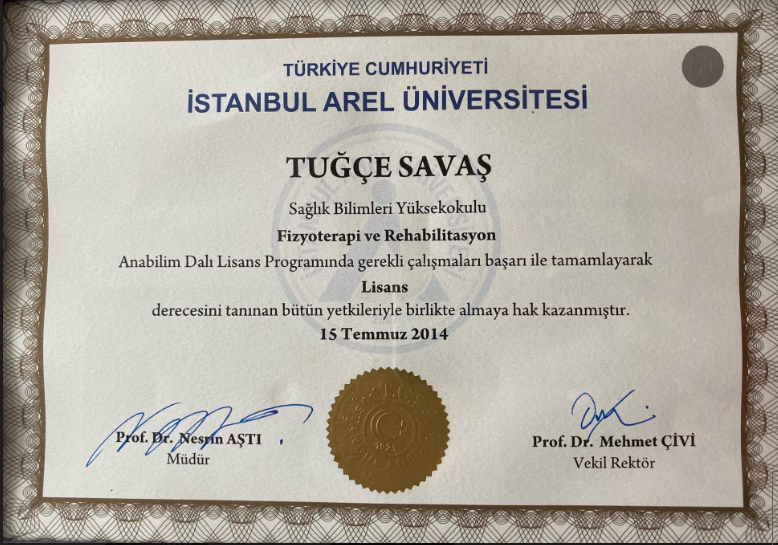 TÜRKİYE CUMHURİYETİ
İSTANBUL AREL ÜNİVERSİTESİ
TUĞÇE SAVAŞ
Sağlık Bilimleri Yüksekokulu
Fizyoterapi ve Rehabilitasyon
Anabilim Dalı Lisans Programında gerekli çalışmaları başarı ile tamamlayarak
Lisans
derecesini tanınan bütün yetkileriyle birlikte almaya hak kazanmıştır.
15 Temmuz 2014
Prof. Dr. Nesrin AŞTI
Müdür
Prof. Dr. Mehmet ÇİVİ
Vekil Rektör